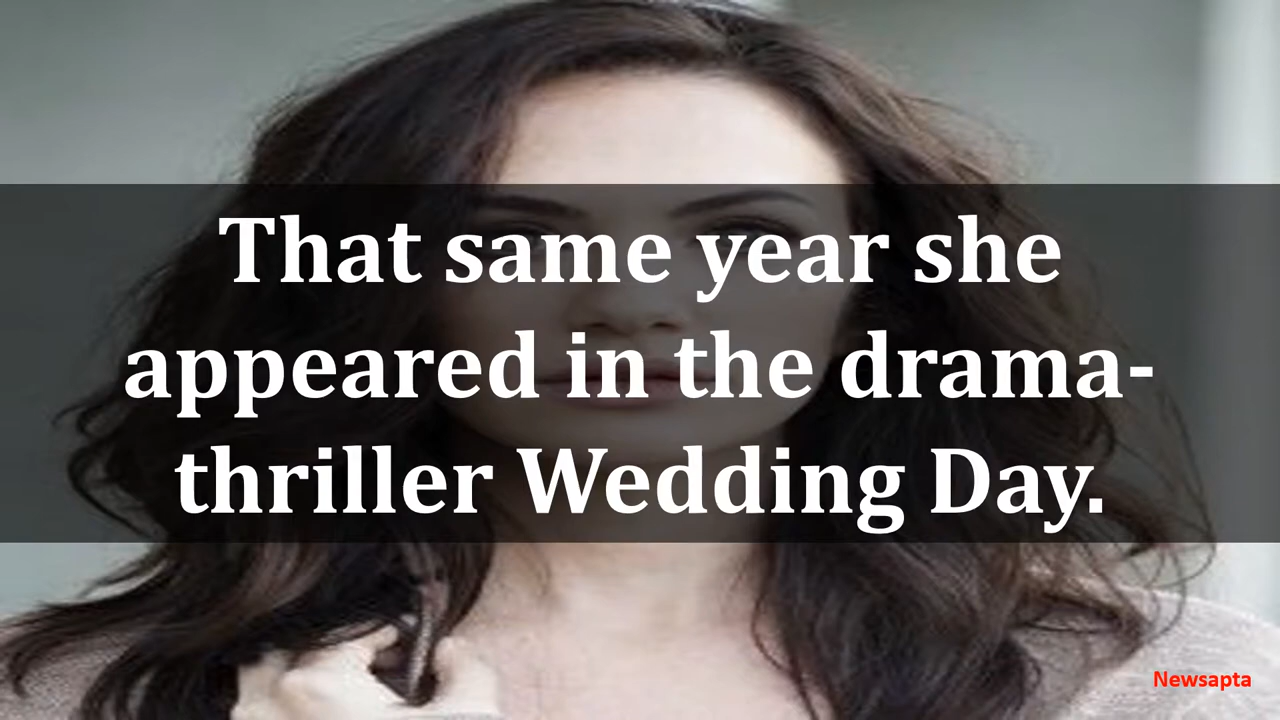 That same year she
appeared in the drama-
thriller Wedding Day.
Newsapta